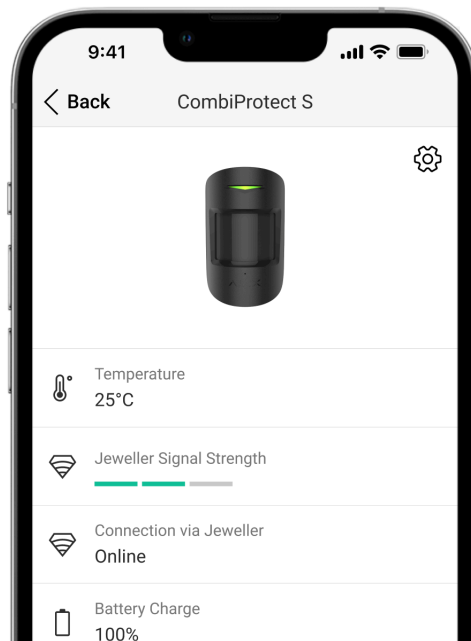 9:41
Back
CombiProtect S
Temperature
25°C
Jeweller Signal Strength
Connection via Jeweller
Online
Battery Charge
100%